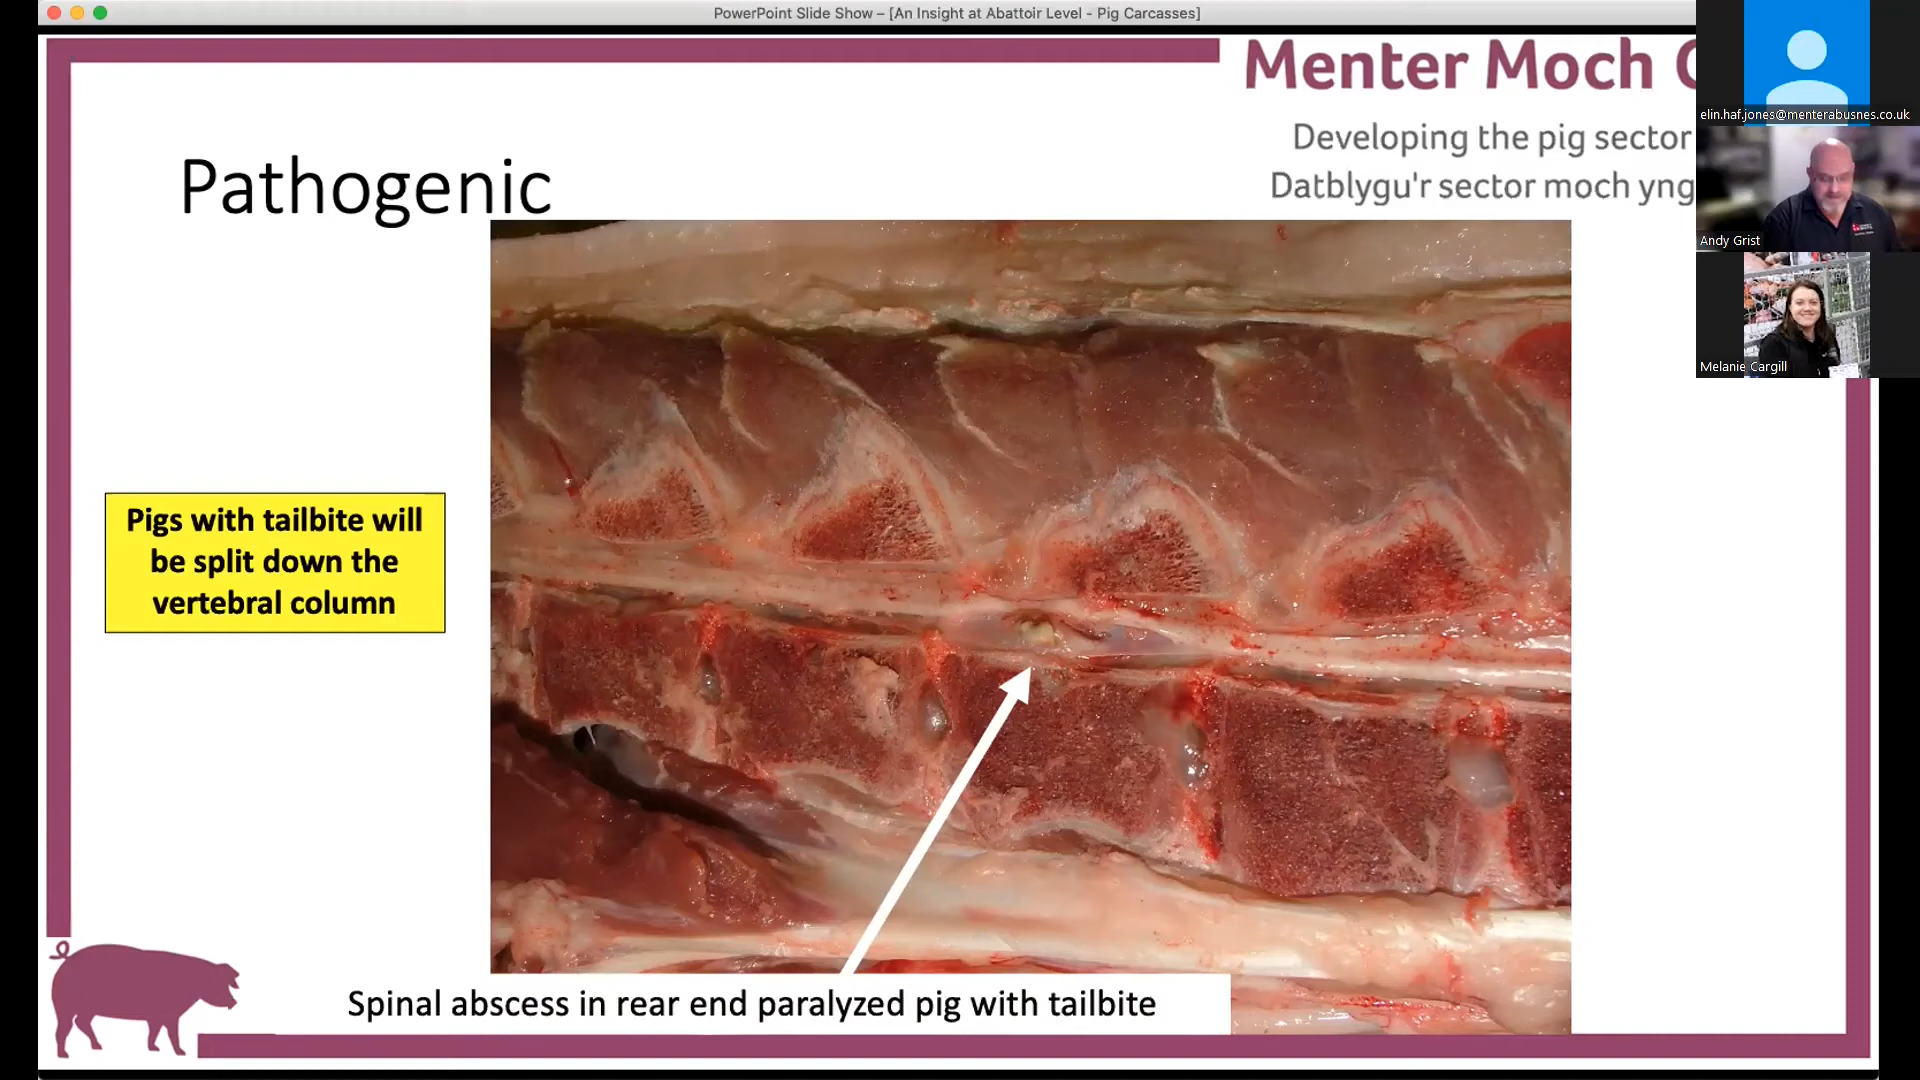 PowerPoint Slide Show – [An Insight at Abattoir Level - Pig Carcasses]
Menter Moch
Developing the pig sector
Datblygu'r sector moch yng
elin.haf.jones@menterabusnes.co.uk
Andy Grist
Melanie Cargill
Pathogenic
Pigs with tailbite will
be split down the
vertebral column
Spinal abscess in rear end paralyzed pig with tailbite